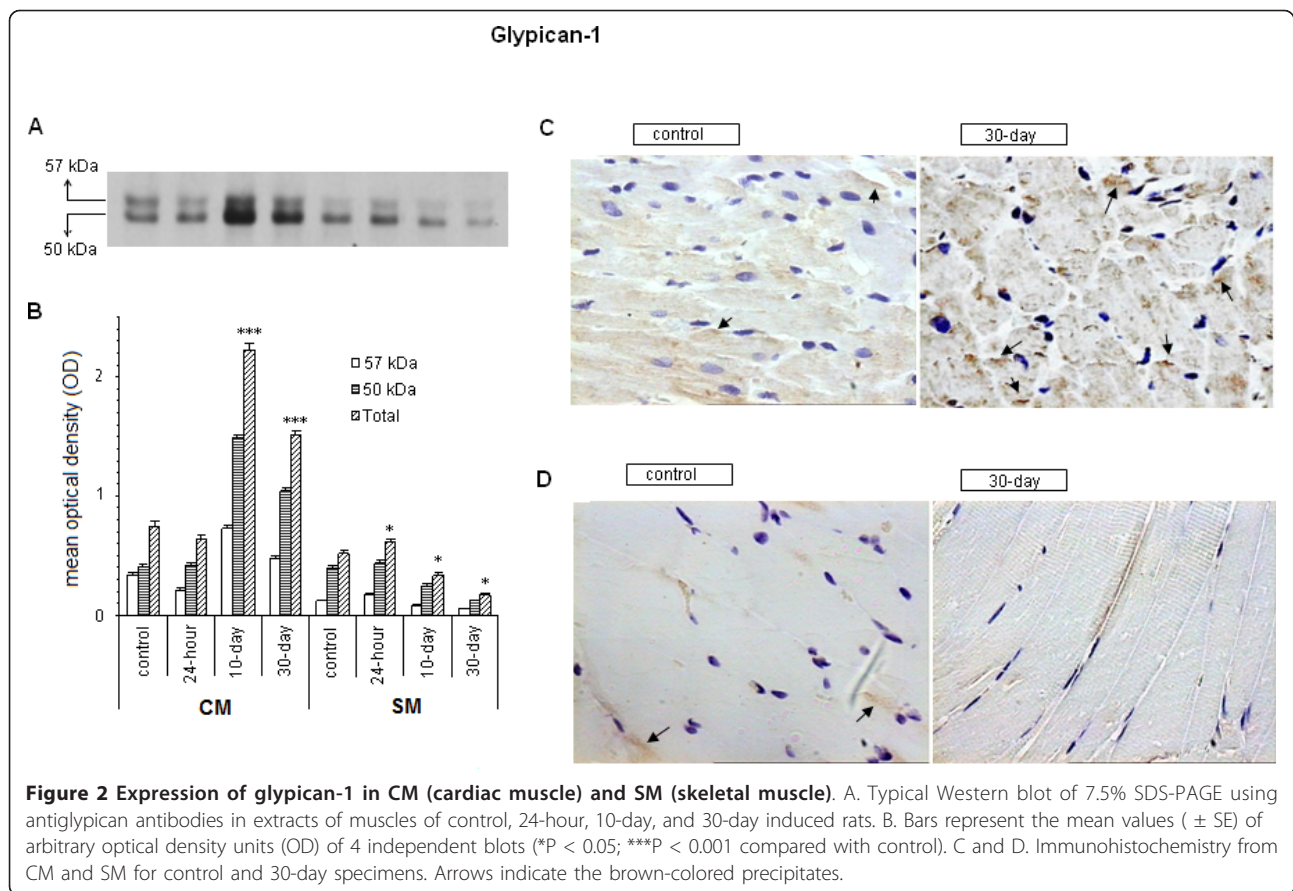 Glypican-1
A
57 kDa
50 kDa
B
mean optical density (OD)
2
1
0
***
***
*
*
*
57 kDa
50 kDa
Total
control
24-hour
10-day
30-day
control
24-hour
10-day
30-day
CM
SM
C
control
30-day
D
control
30-day
Figure 2 Expression of glypican-1 in CM (cardiac muscle) and SM (skeletal muscle). A. Typical Western blot of 7.5% SDS-PAGE using
antiglypican antibodies in extracts of muscles of control, 24-hour, 10-day, and 30-day induced rats. B. Bars represent the mean values ( ± SE) of
arbitrary optical density units (OD) of 4 independent blots (*P < 0.05; ***P < 0.001 compared with control). C and D. Immunohistochemistry from
CM and SM for control and 30-day specimens. Arrows indicate the brown-colored precipitates.